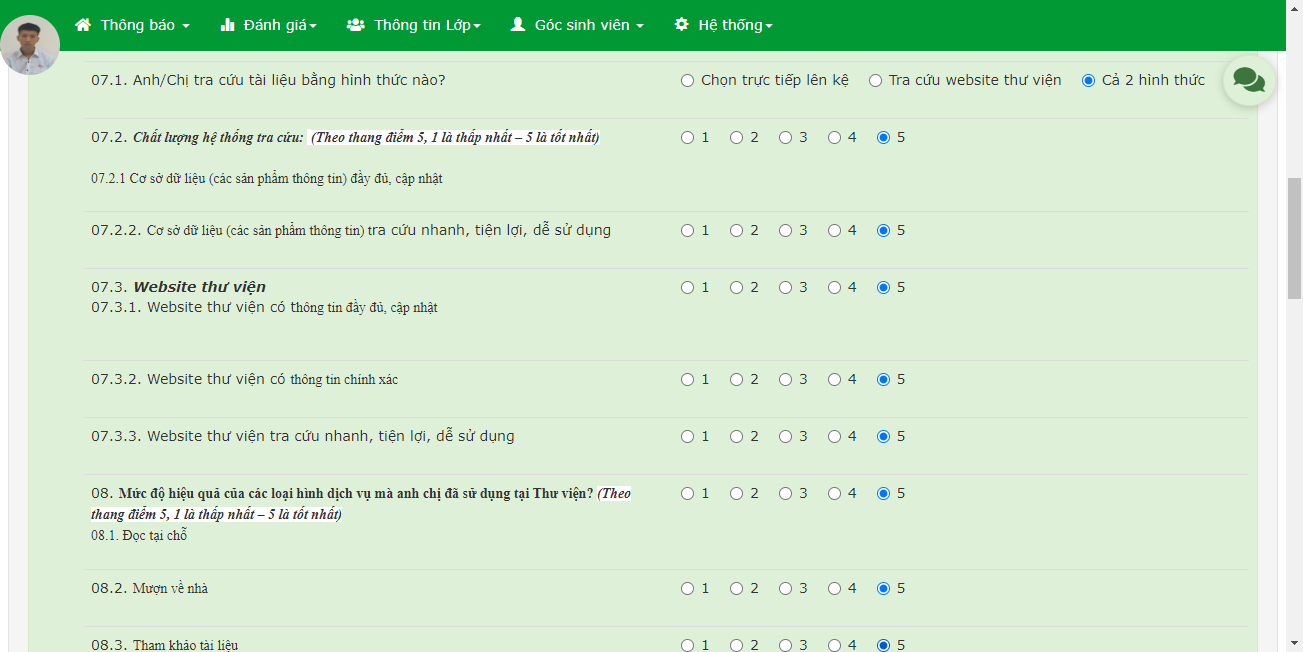 Thông báo Đánh giá Thông tin Lớp Góc sinh viên Hệ thống
07.1. Anh/Chị tra cứu tài liệu bằng hình thức nào? Chọn trực tiếp lên kệ Tra cứu website thư viện Cả 2 hình thức
07.2. Chất lượng hệ thống tra cứu: (Theo thang điểm 5, 1 là thấp nhất – 5 là tốt nhất) 1 2 3 4 5
07.2.1 Cơ sở dữ liệu (các sản phẩm thông tin) đầy đủ, cập nhật
07.2.2. Cơ sở dữ liệu (các sản phẩm thông tin) tra cứu nhanh, tiện lợi, dễ sử dụng 1 2 3 4 5
07.3. Website thư viện 1 2 3 4 5
07.3.1. Website thư viện có thông tin đầy đủ, cập nhật
07.3.2. Website thư viện có thông tin chính xác 1 2 3 4 5
07.3.3. Website thư viện tra cứu nhanh, tiện lợi, dễ sử dụng 1 2 3 4 5
08. Mức độ hiệu quả của các loại hình dịch vụ mà anh chị đã sử dụng tại Thư viện? (Theo 1 2 3 4 5
thang điểm 5, 1 là thấp nhất – 5 là tốt nhất)
08.1. Đọc tại chỗ
08.2. Mượn về nhà 1 2 3 4 5
08.3. Tham khảo tài liệu 1 2 3 4 5